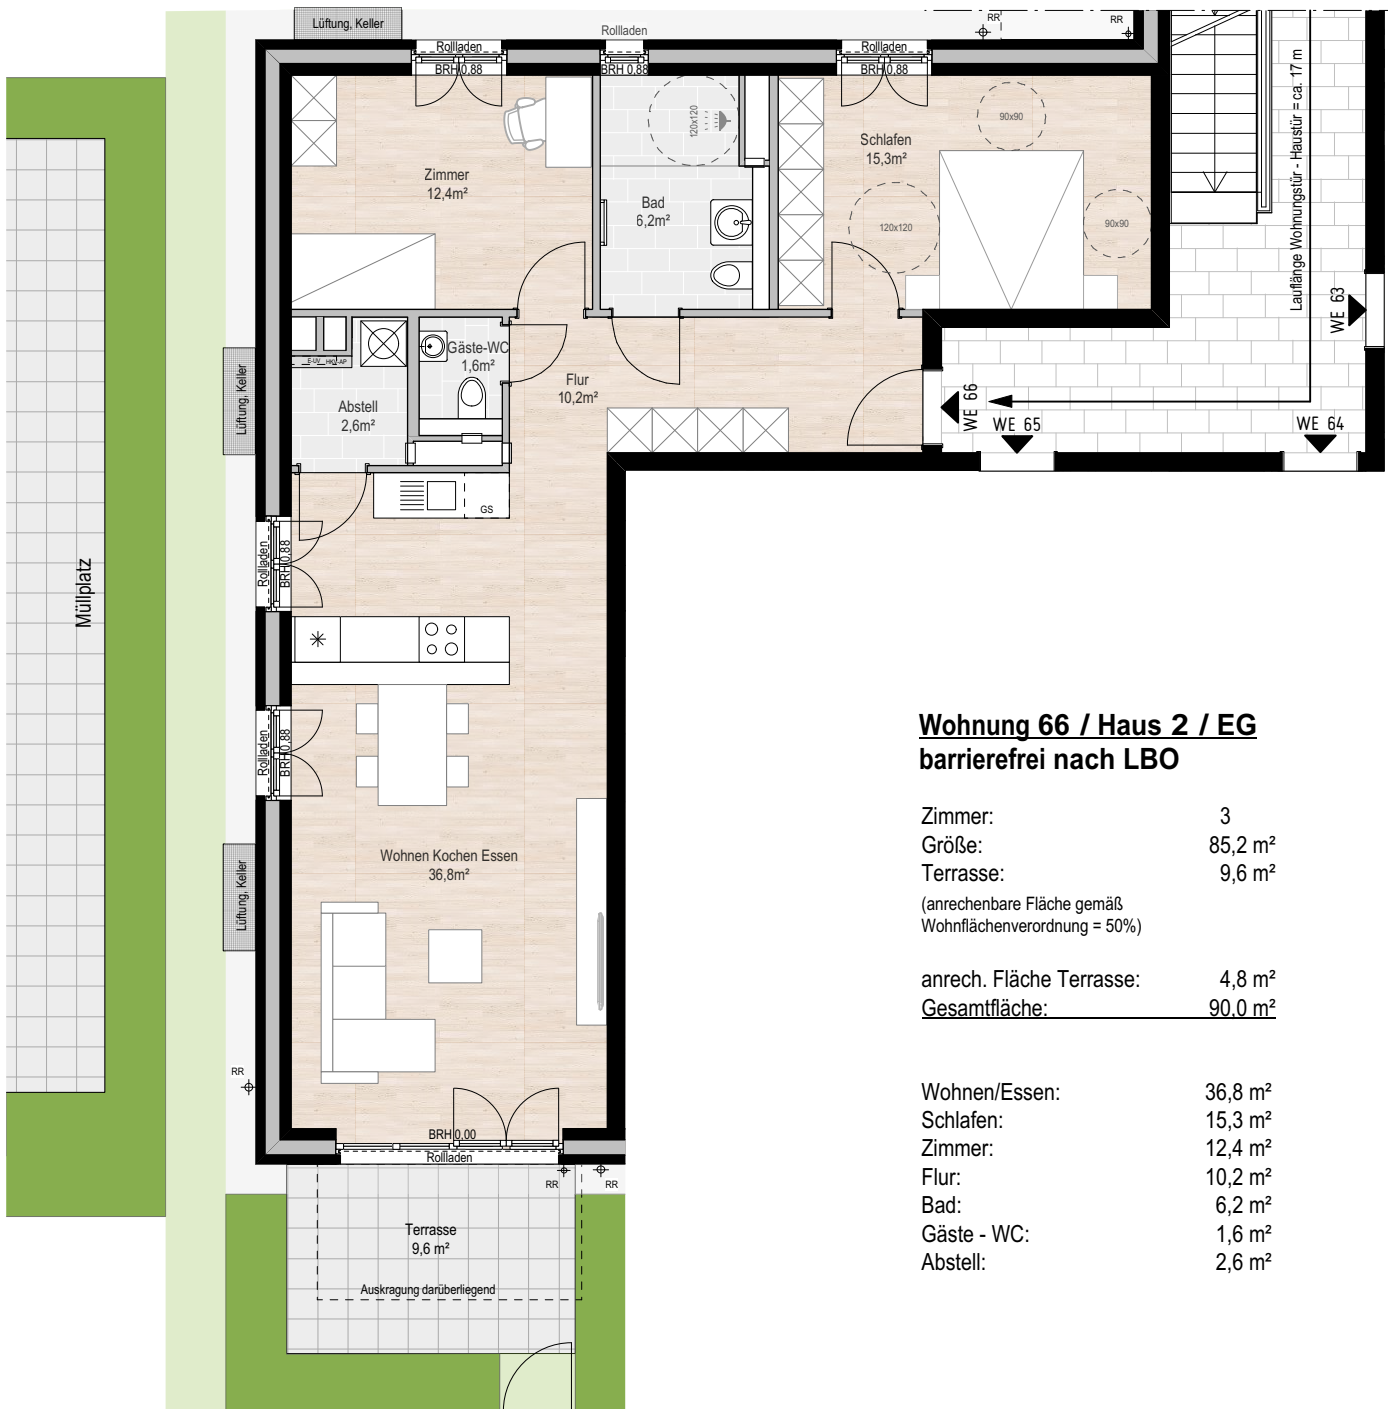 Lüftung, Keller
RR
RR
Rollladen
Rollladen
Rollladen
BRH 0,88
BRH 0,88
BRH 0,88
Laufflänge Wohnungstür - Haustür = ca. 17 m
120x120
90x90
Zimmer
12,4m²
Schlafen
15,3m²
Bad
6,2m²
120x120
90x90
WE 63
E-UV
HKV-AP
Gäste-WC
1,6m²
Flur
10,2m²
Abstell
2,6m²
Lüftung, Keller
WE 66
WE 65
WE 64
GS
Rollladen
BRH 0,88
Müllplatz
Rollladen
BRH 0,88
Wohnen Kochen Essen
36,8m²
Lüftung, Keller
RR
BRH 0,00
Rollladen
RR
RR
Terrasse
9,6 m²
Auskragung darüberliegend
Wohnung 66 / Haus 2 / EG
barrierefrei nach LBO
Zimmer: 3
Größe: 85,2 m²
Terrasse: 9,6 m²
(anrechenbare Fläche gemäß
Wohnflächenverordnung = 50%)
anrech. Fläche Terrasse: 4,8 m²
Gesamtfläche: 90,0 m²
Wohnen/Essen: 36,8 m²
Schlafen: 15,3 m²
Zimmer: 12,4 m²
Flur: 10,2 m²
Bad: 6,2 m²
Gäste - WC: 1,6 m²
Abstell: 2,6 m²